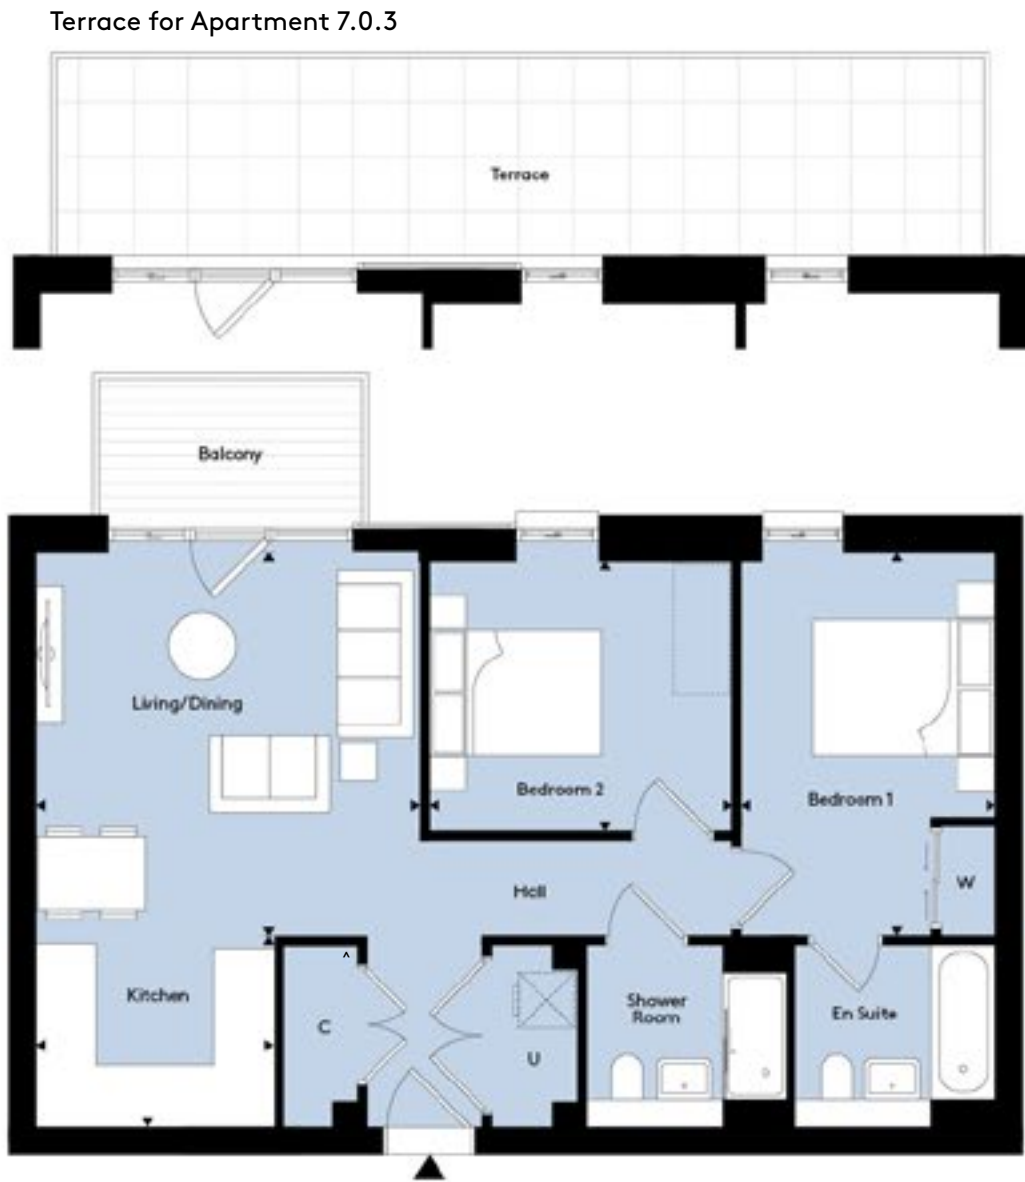 Terrace for Apartment 7.0.3
Terrace
Balcony
Living/Dining
Bedroom 2
Bedroom 1
Hall
W
Kitchen
C
U
Shower
Room
En Suite